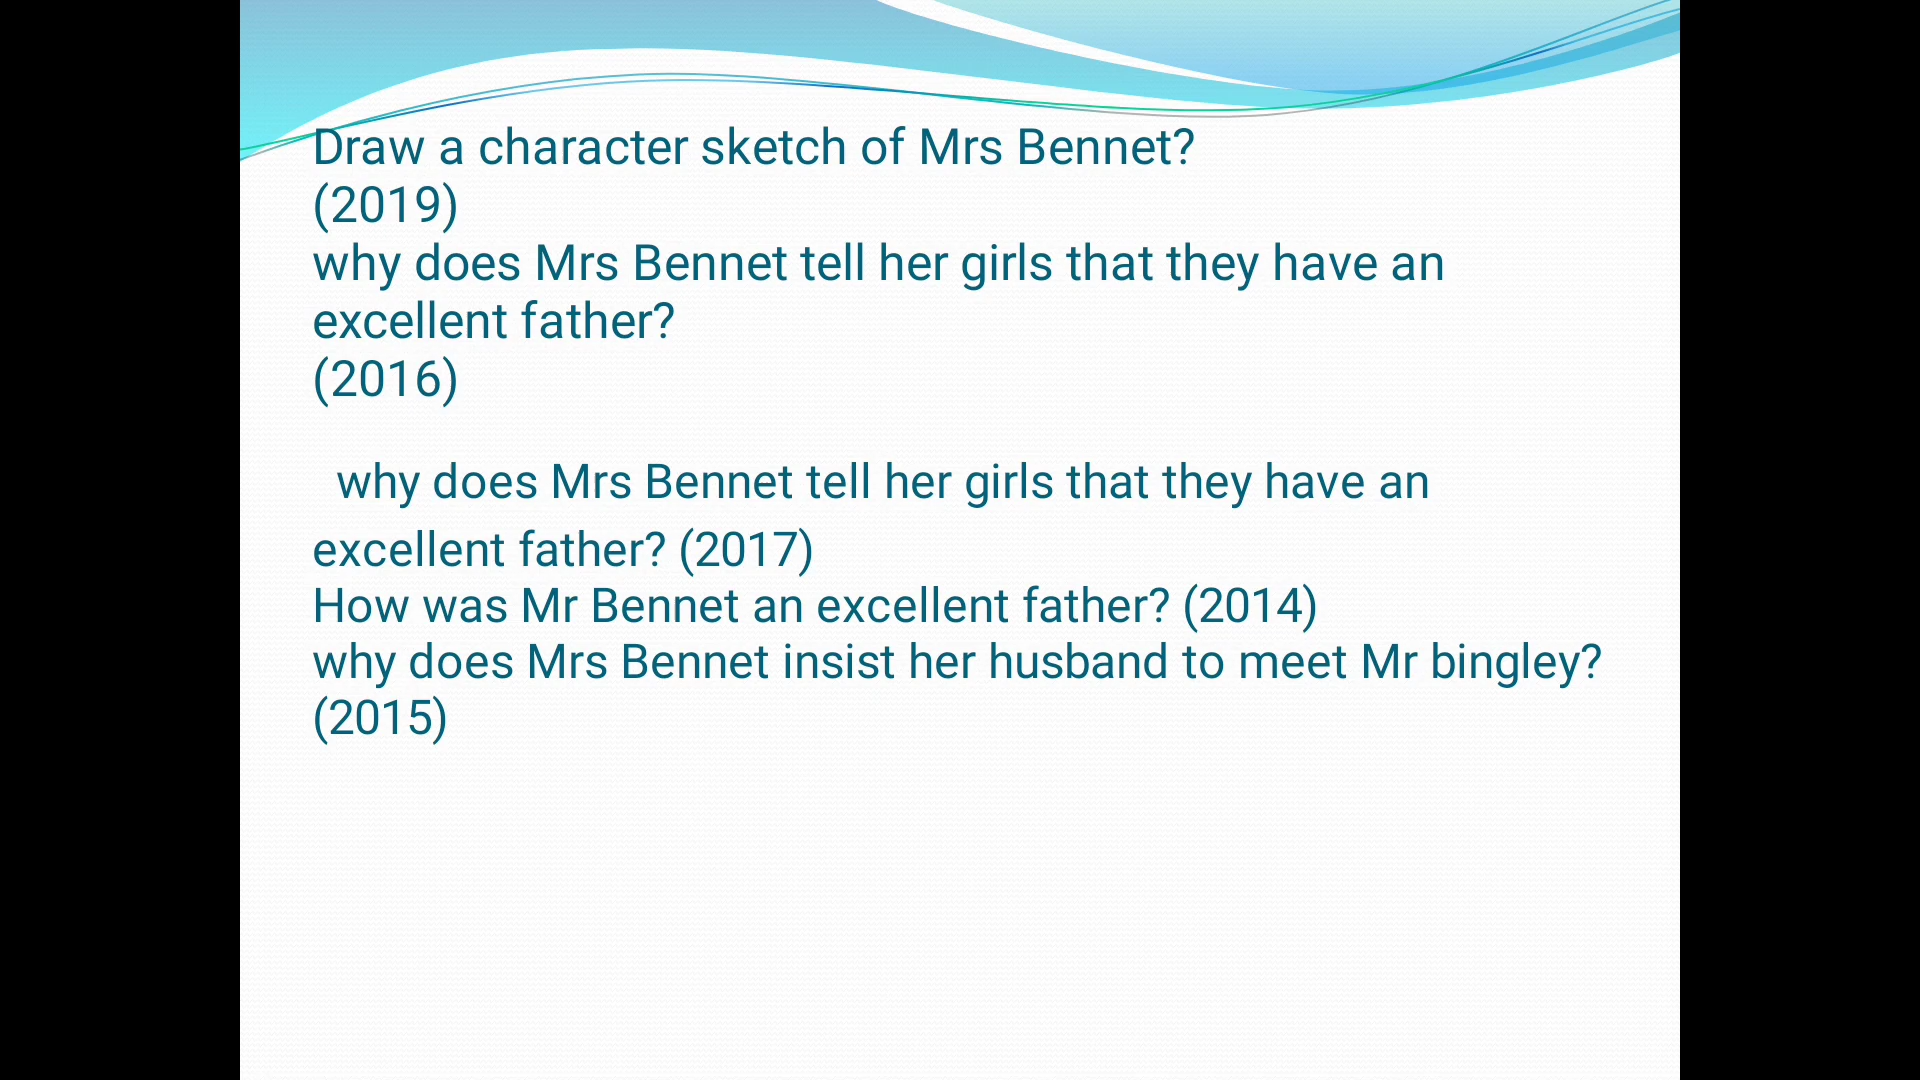 Draw a character sketch of Mrs Bennet?
(2019)
why does Mrs Bennet tell her girls that they have an
excellent father?
(2016)
why does Mrs Bennet tell her girls that they have an
excellent father? (2017)
How was Mr Bennet an excellent father? (2014)
why does Mrs Bennet insist her husband to meet Mr bingley?
(2015)